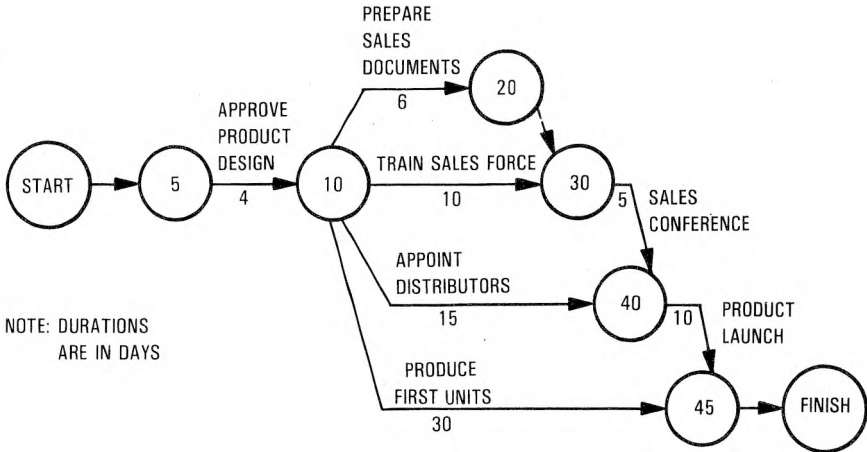 PREPARE
SALES
DOCUMENTS
6
20
APPROVE
PRODUCT
DESIGN
4
START
5
10
TRAIN SALES FORCE
10
30
5
SALES
CONFERENCE
APPOINT
DISTRIBUTORS
15
40
10
PRODUCT
LAUNCH
NOTE: DURATIONS
ARE IN DAYS
PRODUCE
FIRST UNITS
30
45
FINISH